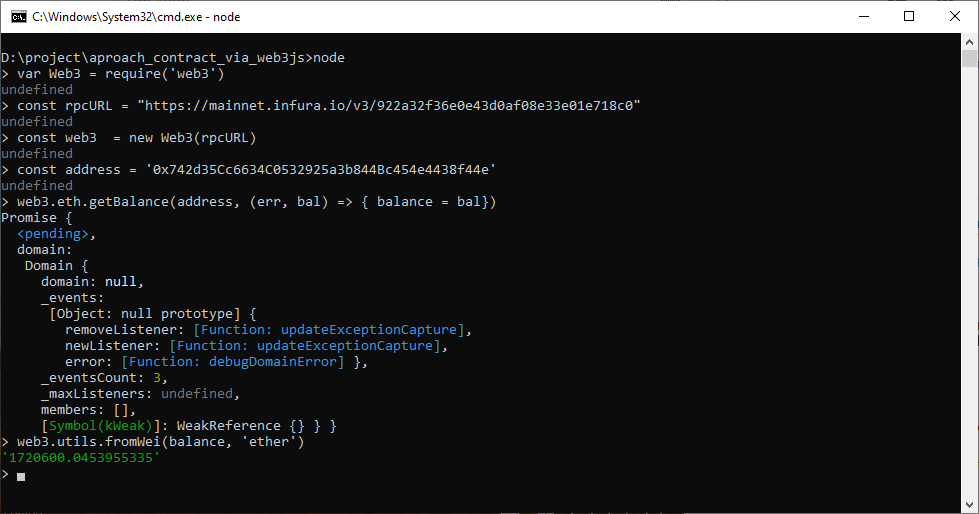 C:\Windows\System32\cmd.exe - node
D:\project\aproach_contract_via_web3js>node
> var Web3 = require('web3')
undefined
> const rpcURL = "https://mainnet.infura.io/v3/922a32f36e0e43d0af08e33e01e718c0"
undefined
> const web3  = new Web3(rpcURL)
undefined
> const address = '0x742d35Cc6634C0532925a3b844Bc454e4438f44e'
undefined
> web3.eth.getBalance(address, (err, bal) => { balance = bal})
Promise {
  <pending>,
  domain:
   Domain {
     domain: null,
     _events:
      [Object: null prototype] {
        removeListener: [Function: updateExceptionCapture],
        newListener: [Function: updateExceptionCapture],
        error: [Function: debugDomainError] },
     _eventsCount: 3,
     _maxListeners: undefined,
     members: [],
     [Symbol(kWeak)]: WeakReference {} } }
> web3.utils.fromWei(balance, 'ether')
'1720600.0453955335'
>